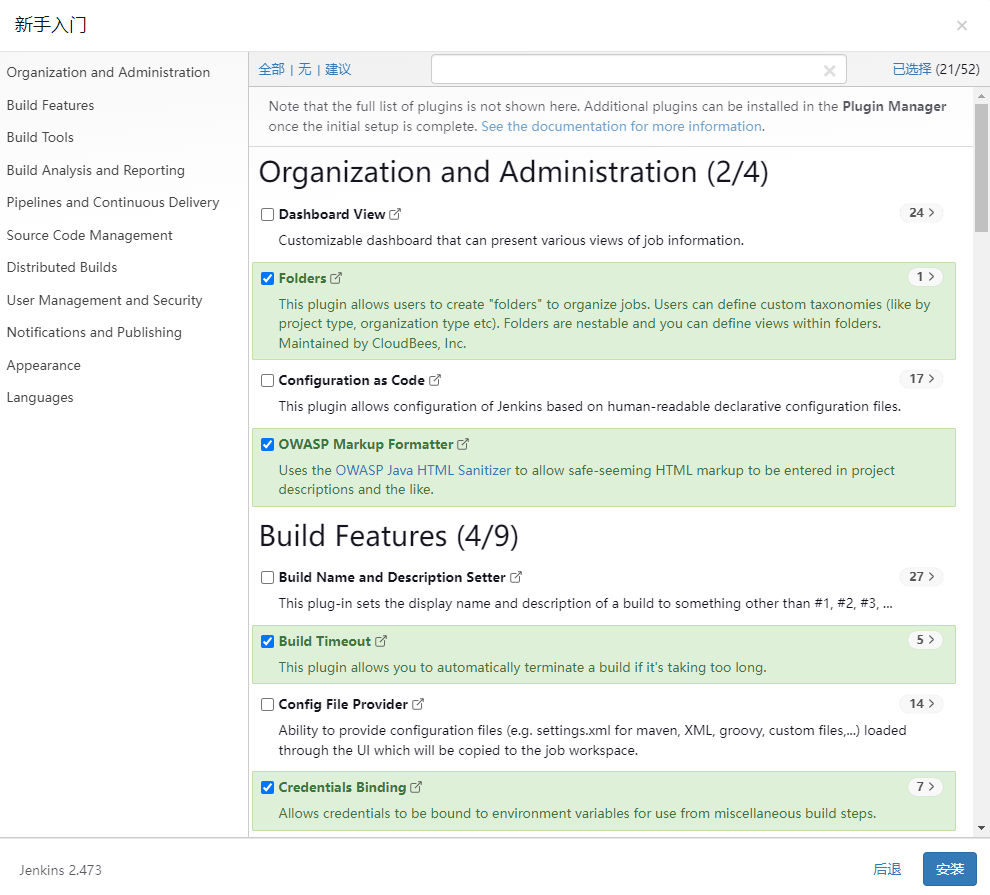 新手入门
×
Organization and Administration
Build Features
Build Tools
Build Analysis and Reporting
Pipelines and Continuous Delivery
Source Code Management
Distributed Builds
User Management and Security
Notifications and Publishing
Appearance
Languages
全部 | 无 | 建议
已选择 (21/52)
Note that the full list of plugins is not shown here. Additional plugins can be installed in the Plugin Manager
once the initial setup is complete. See the documentation for more information.
Organization and Administration (2/4)
Dashboard View 24 >
Customizable dashboard that can present various views of job information.
Folders 1 >
This plugin allows users to create "folders" to organize jobs. Users can define custom taxonomies (like by
project type, organization type etc). Folders are nestable and you can define views within folders.
Maintained by CloudBees, Inc.
Configuration as Code 17 >
This plugin allows configuration of Jenkins based on human-readable declarative configuration files.
OWASP Markup Formatter
Uses the OWASP Java HTML Sanitizer to allow safe-seeming HTML markup to be entered in project
descriptions and the like.
Build Features (4/9)
Build Name and Description Setter 27 >
This plug-in sets the display name and description of a build to something other than #1, #2, #3, ...
Build Timeout 5 >
This plugin allows you to automatically terminate a build if it's taking too long.
Config File Provider 14 >
Ability to provide configuration files (e.g. settings.xml for maven, XML, groovy, custom files,...) loaded
through the UI which will be copied to the job workspace.
Credentials Binding 7 >
Allows credentials to be bound to environment variables for use from miscellaneous build steps.
Jenkins 2.473
后退
安装